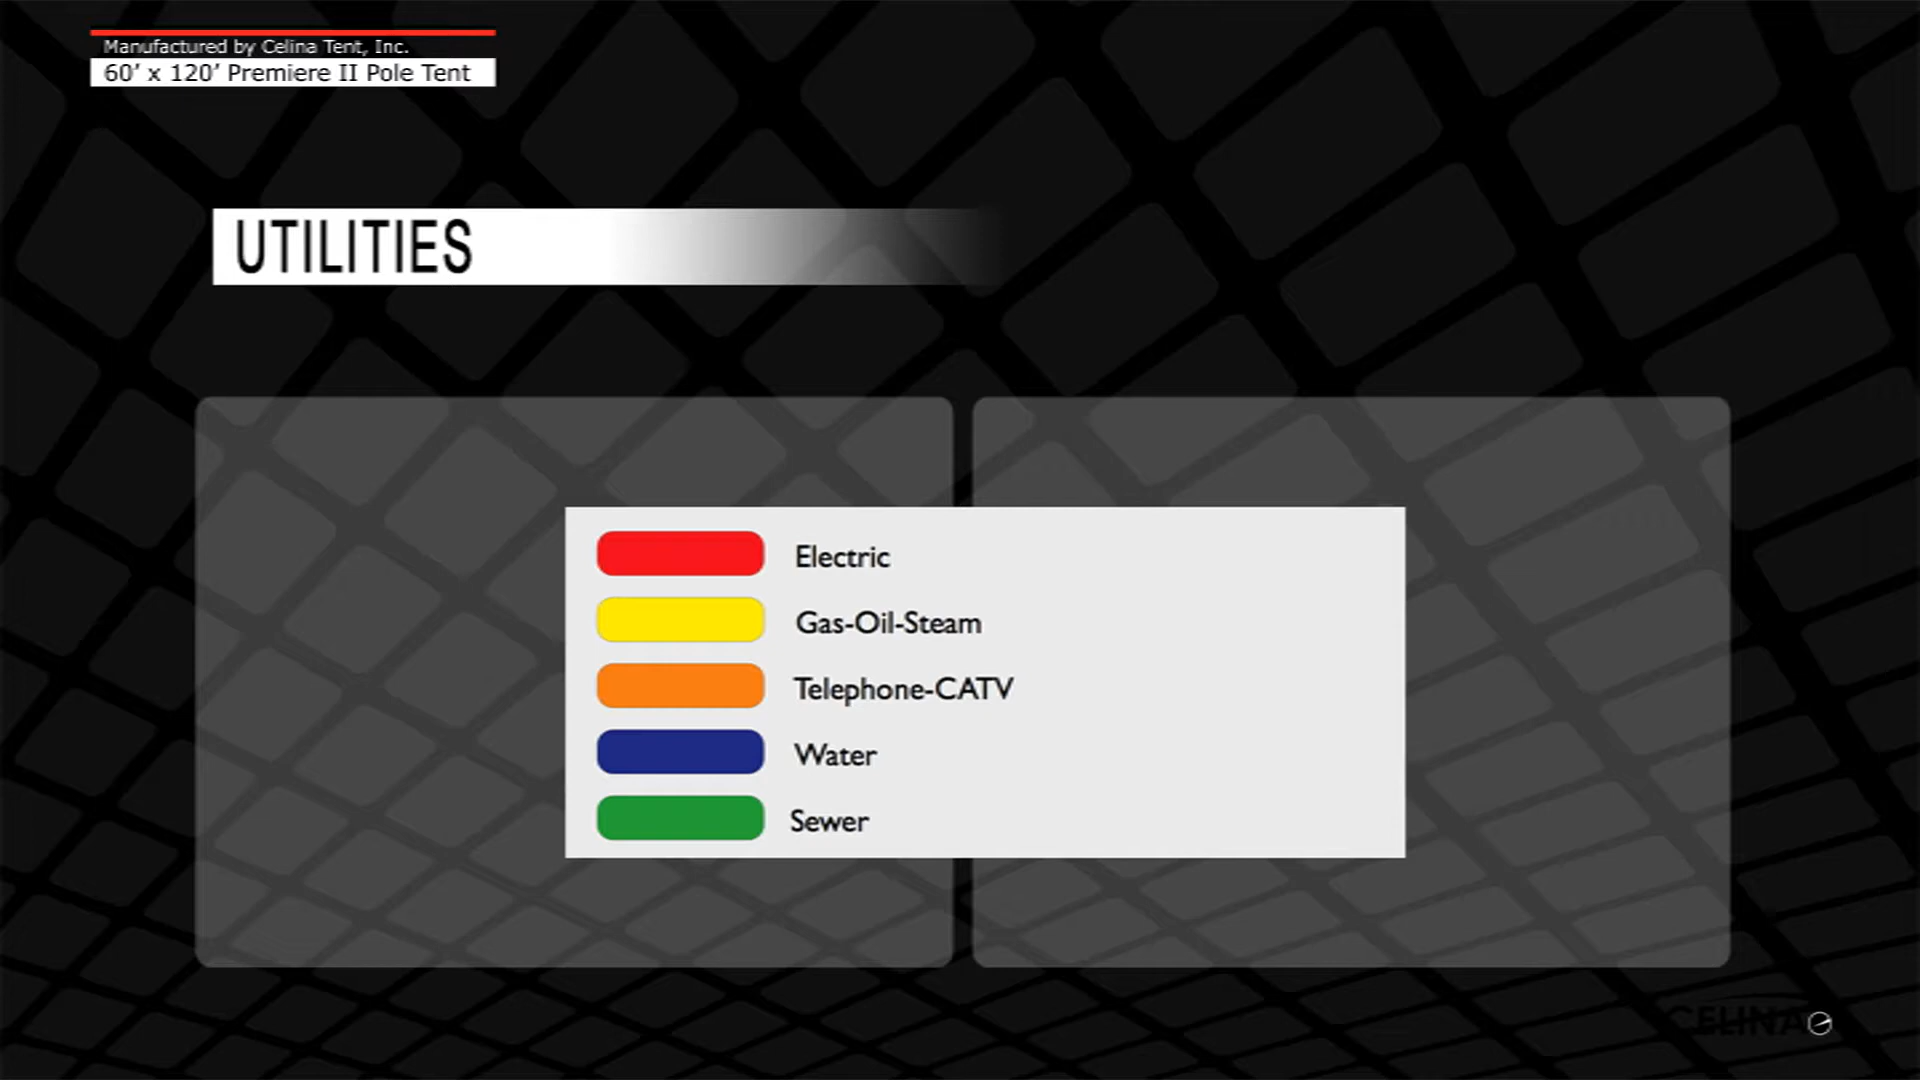 Manufactured by Celina Tent, Inc.
60’ x 120’ Premiere II Pole Tent
UTILITIES
Electric
Gas-Oil-Steam
Telephone-CATV
Water
Sewer
CELINA